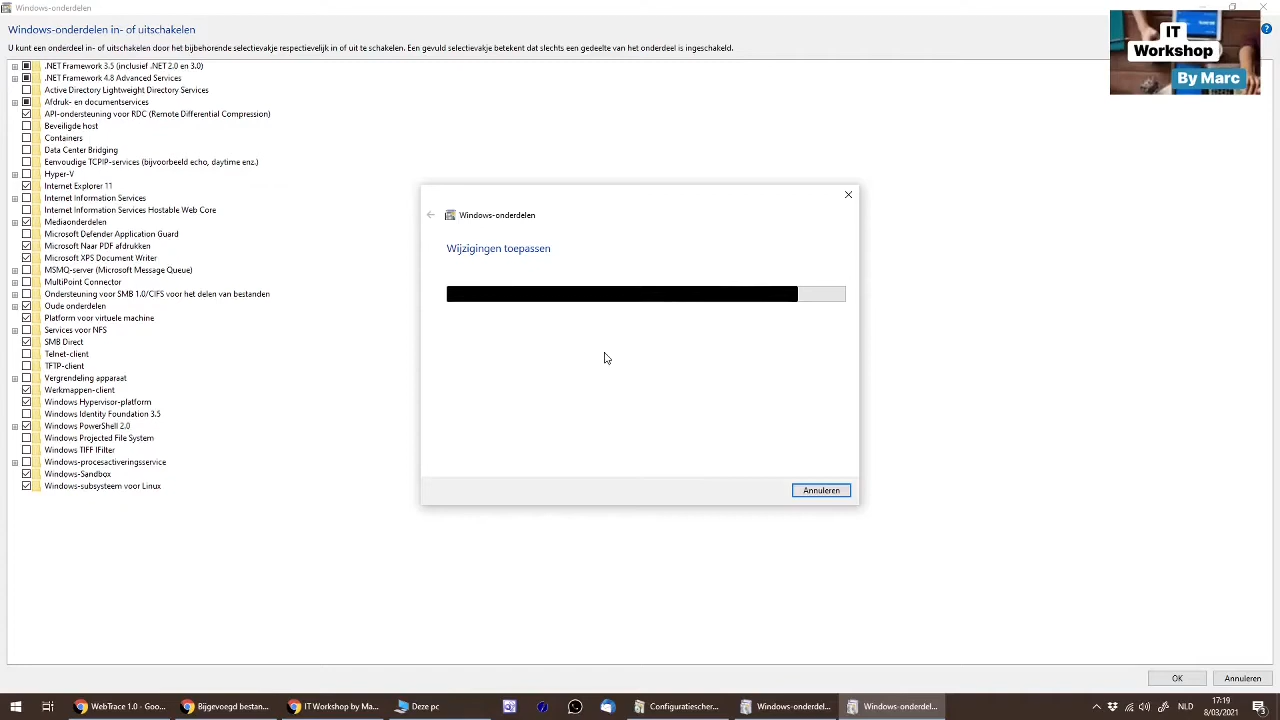 Windows-onderdelen
Windows-onderdelen in- of uitschakelen
U kunt een onderdeel in- of uitschakelen door het bijbehorende selectievakje respectievelijk in of uit te schakelen. Een gevuld selectievakje betekent dat slechts een gedeelte van het onderdeel is ingeschakeld.
IT
Workshop
By Marc
.NET Framework 3.5 (inclusief .NET 2.0 en 3.0)
.NET Framework 4.8 Advanced Services
Active Directory Lightweight Directory Services
Afdruk- en documentservices
API-ondersteuning voor RDC (Remote Differential Compression)
Beveiligde host
Containers
Data Center Bridging
Eenvoudige TCPIP-services (bijvoorbeeld echo, daytime enz.)
Hyper-V
Internet Explorer 11
Internet Information Services
Internet Information Services Hostable Web Core
Mediaonderdelen
Microsoft Defender Application Guard
Microsoft Naar PDF afdrukken
Microsoft XPS Document Writer
MSMQ-server (Microsoft Message Queue)
MultiPoint Connector
Ondersteuning voor SMB 1.0/CIFS voor het delen van bestanden
Oude onderdelen
Platform voor virtuele machine
Services voor NFS
SMB Direct
Telnet-client
TFTP-client
Vergrendeling apparaat
Werkmappen-client
Windows Hypervisor-platform
Windows Identity Foundation 3.5
Windows PowerShell 2.0
Windows Projected File System
Windows TIFF IFilter
Windows-procesactiveringsservice
Windows-Sandbox
Windows-subsysteem voor Linux
Windows-onderdelen
Wijzigingen toepassen
Annuleren
OK
Annuleren
WebTrace 1.0 - Goo...
Bijgevoegd bestan...
IT Workshop by Ma...
Deze pc
Configuratiescher...
Windows-onderdel...
Windows-onderdel...
NLD
17:19
8/03/2021
3